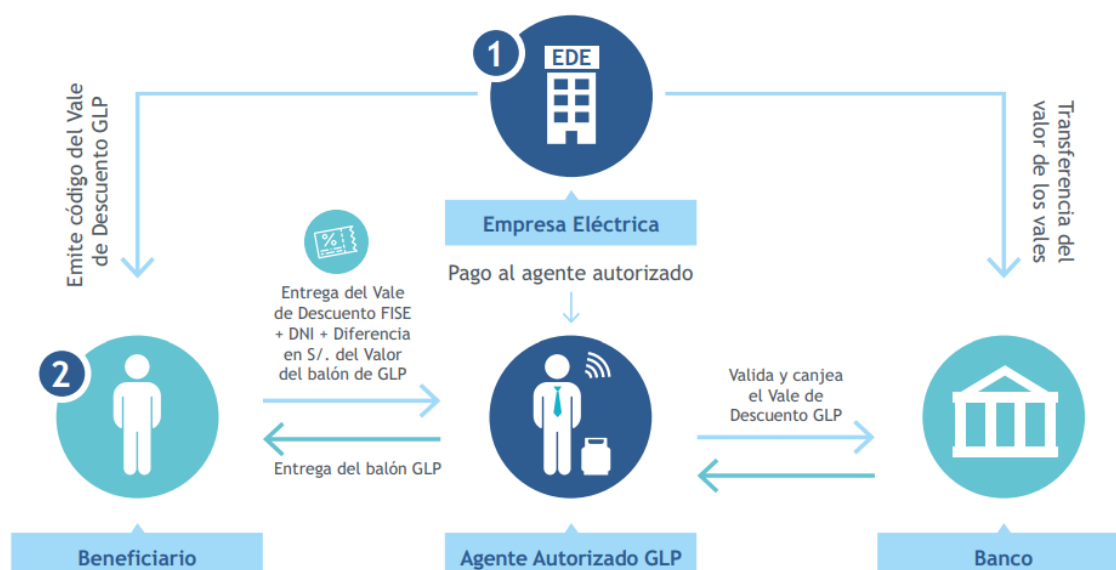 1
EDE
Empresa Eléctrica
Emite código del Vale
de Descuento GLP
Transferencia del
valor de los vales
%
Entrega del Vale
de Descuento FISE
+ DNI + Diferencia
en S/. del Valor
del balón de GLP
Pago al agente autorizado
2
Valida y canjea
el Vale de
Descuento GLP
Entrega del balón GLP
Beneficiario
Agente Autorizado GLP
Banco